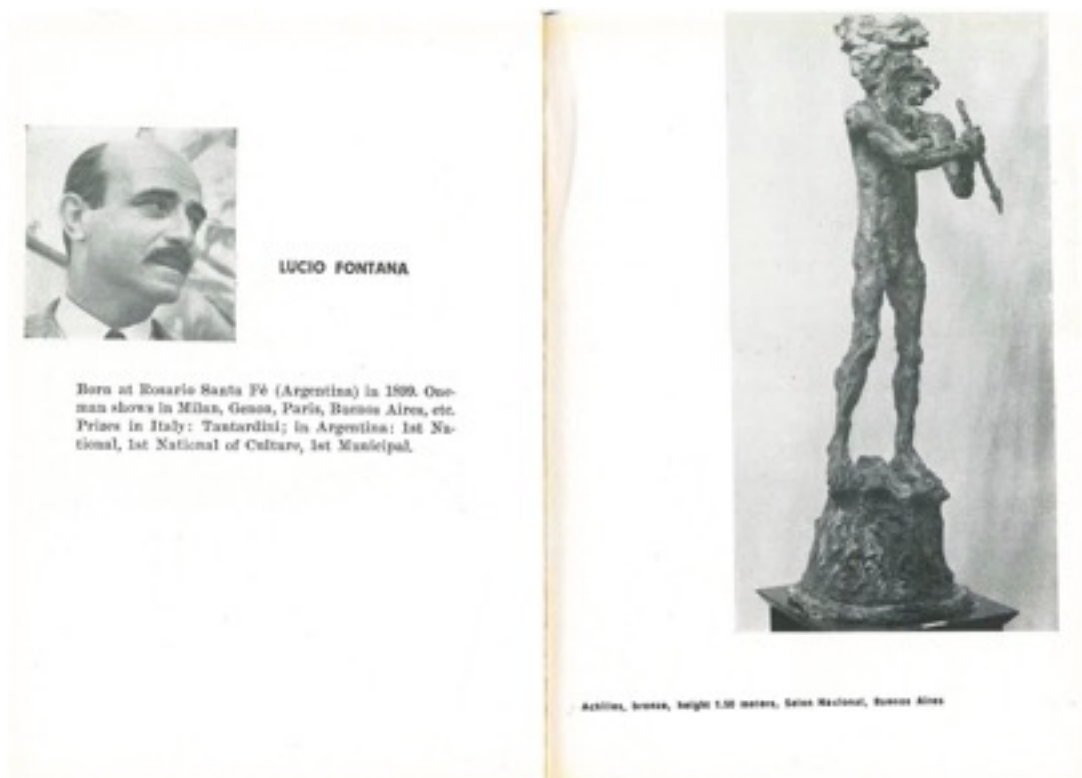 LUCIO FONTANA
Born at Rosario Santa Fè (Argentina) in 1899. One-
man shows in Milan, Genoa, Paris, Buenos Aires, etc.
Prizes in Italy: Tantardini; in Argentina: 1st Na-
tional, 1st National of Culture, 1st Municipal.
Achilles, bronze, height 1.50 meters, Salon Nacional, Buenos Aires